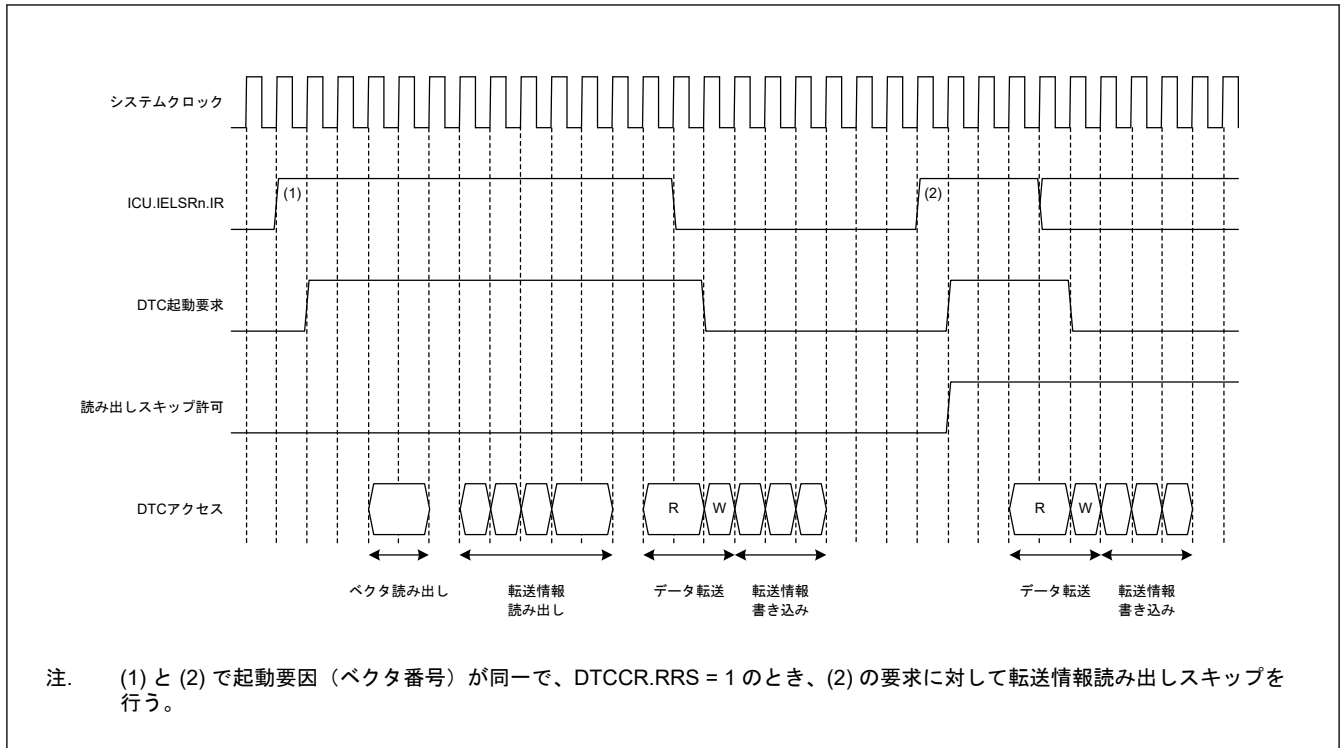 システムクロック
ICU.IELSRn.IR
(1)
(2)
DTC起動要求
読み出しスキップ許可
DTCアクセス
R
W
R
W
ベクタ読み出し
転送情報
読み出し
データ転送
転送情報
書き込み
データ転送
転送情報
書き込み
注. (1) と (2) で起動要因（ベクタ番号）が同一で、DTCCR.RRS = 1 のとき、(2) の要求に対して転送情報読み出しスキップを
行う。